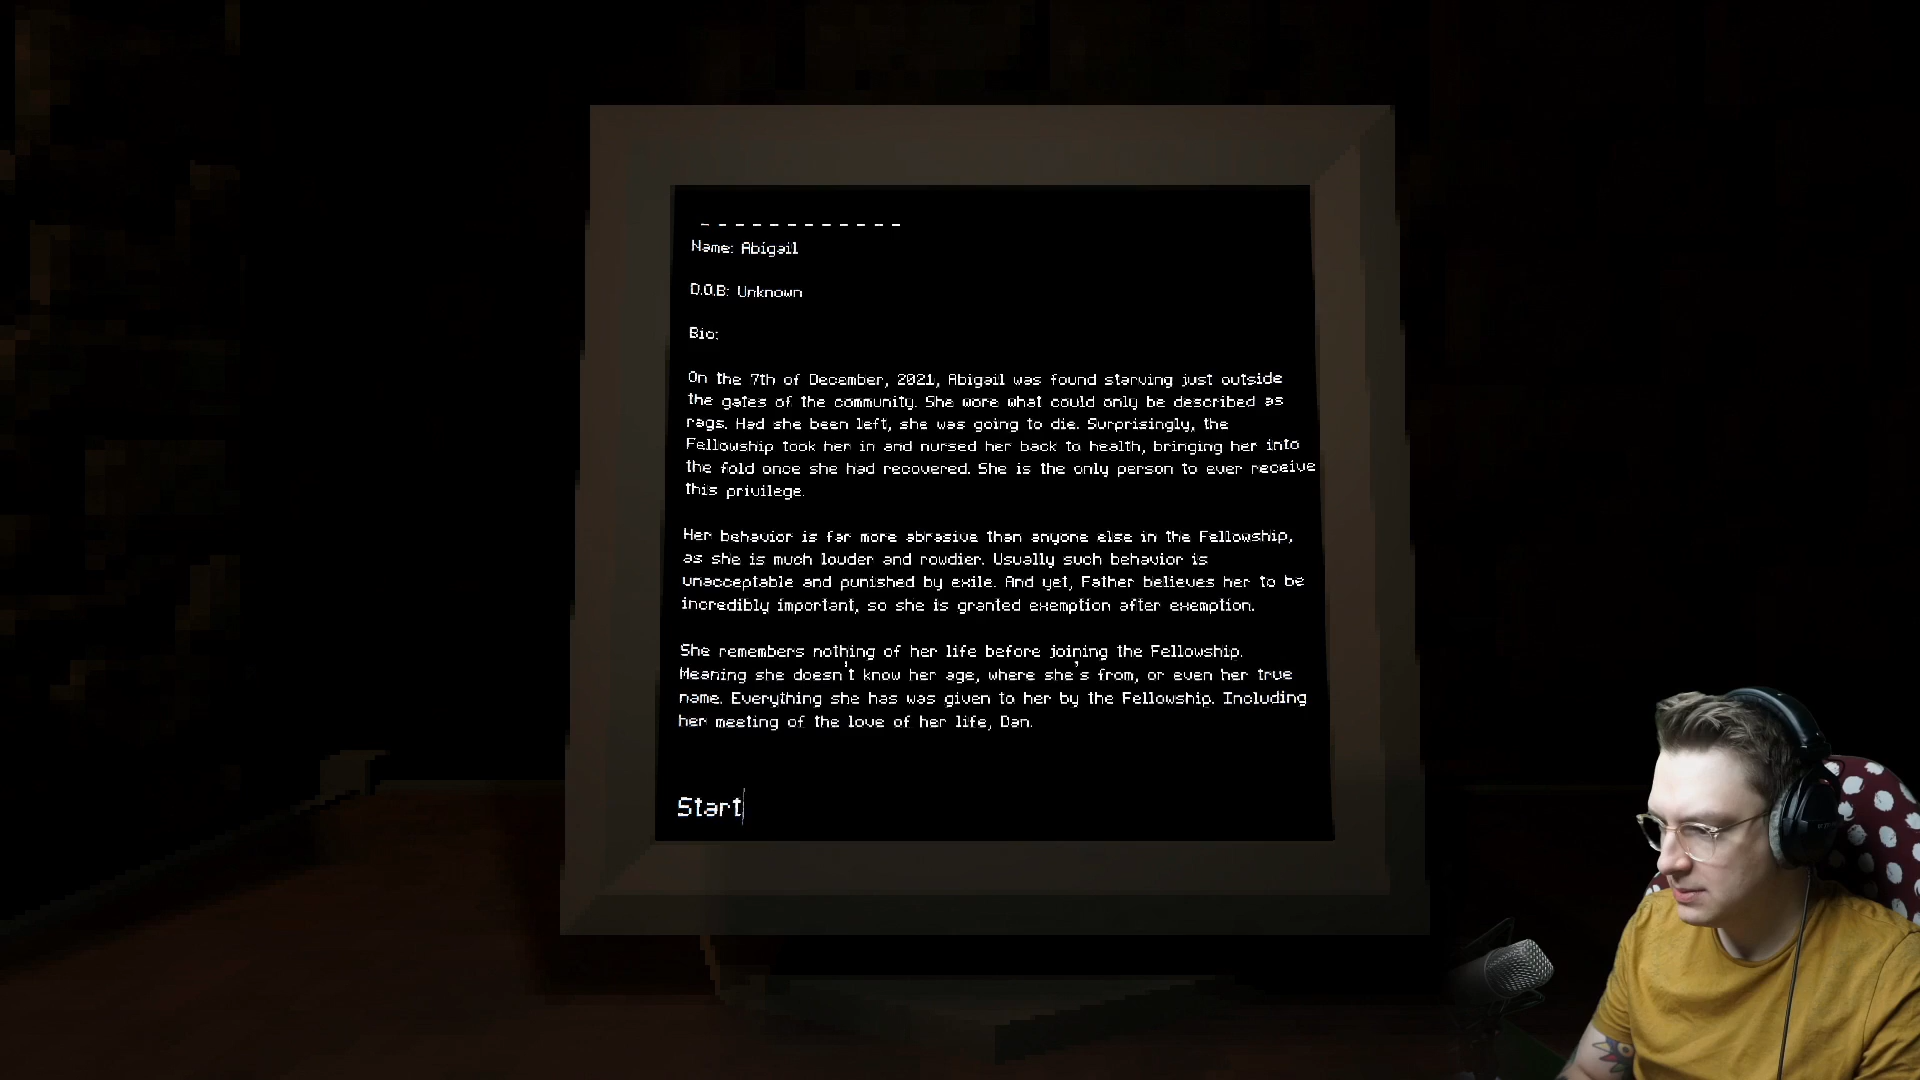 ------------
Name: Abigail
D.O.B: Unknown
Bio:
On the 7th of December, 2021, Abigail was found starving just outside
the gates of the community. She wore what could only be described as
rags. Had she been left, she was going to die. Surprisingly, the
Fellowship took her in and nursed her back to health, bringing her into
the fold once she had recovered. She is the only person to ever receive
this privilege.
Her behavior is far more abrasive than anyone else in the Fellowship,
as she is much louder and rowdier. Usually such behavior is
unacceptable and punished by exile. And yet, Father believes her to be
incredibly important, so she is granted exemption after exemption.
She remembers nothing of her life before joining the Fellowship.
Meaning she doesn't know her age, where she's from, or even her true
name. Everything she has was given to her by the Fellowship. Including
her meeting of the love of her life, Dan.
Start